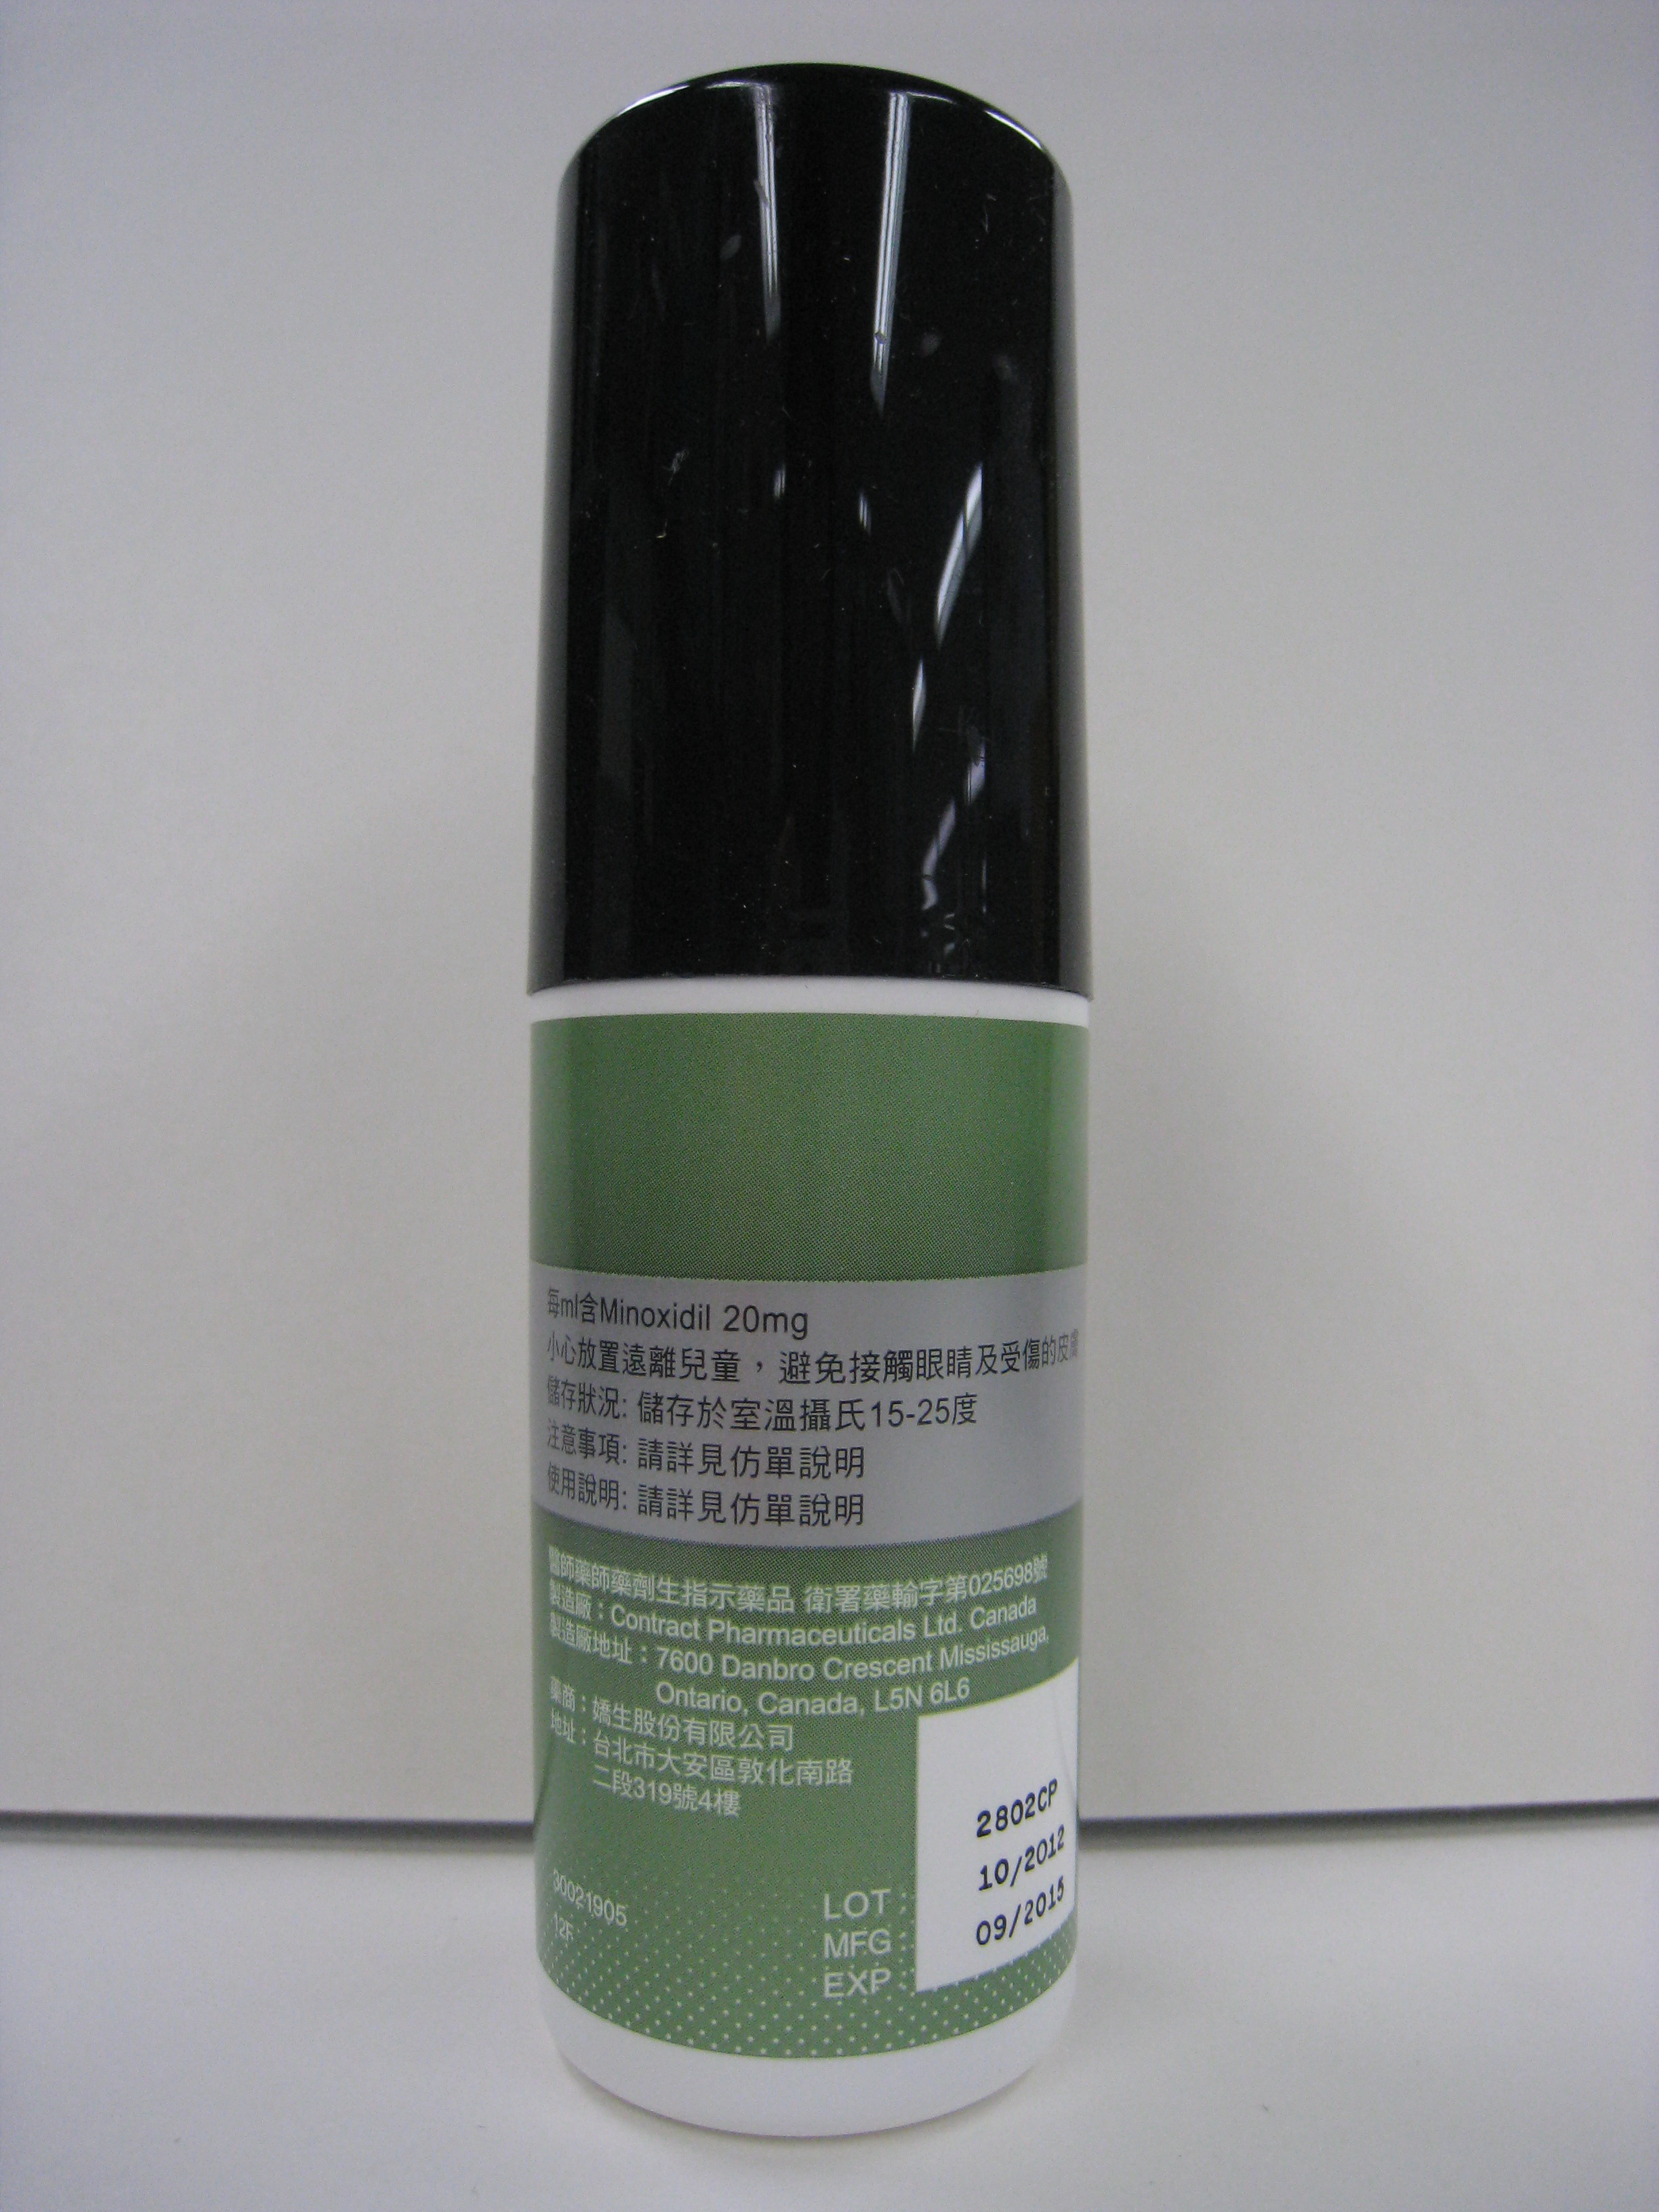 每ml含Minoxidil 20mg
小心放置遠離兒童，避免接觸眼睛及受傷的皮膚
儲存狀況: 儲存於室溫攝氏15-25度
注意事項: 請詳見仿單說明
使用說明: 請詳見仿單說明
醫師藥師藥劑生指示藥品 衛署藥輸字第025698號
製造廠：Contract Pharmaceuticals Ltd. Canada
製造廠地址：7600 Danbro Crescent Mississauga,
Ontario, Canada, L5N 6L6
藥商：嬌生股份有限公司
地址：台北市大安區敦化南路
二段319號4樓
30021905
12F
LOT : 2802CP
MFG : 10/2012
EXP : 09/2015